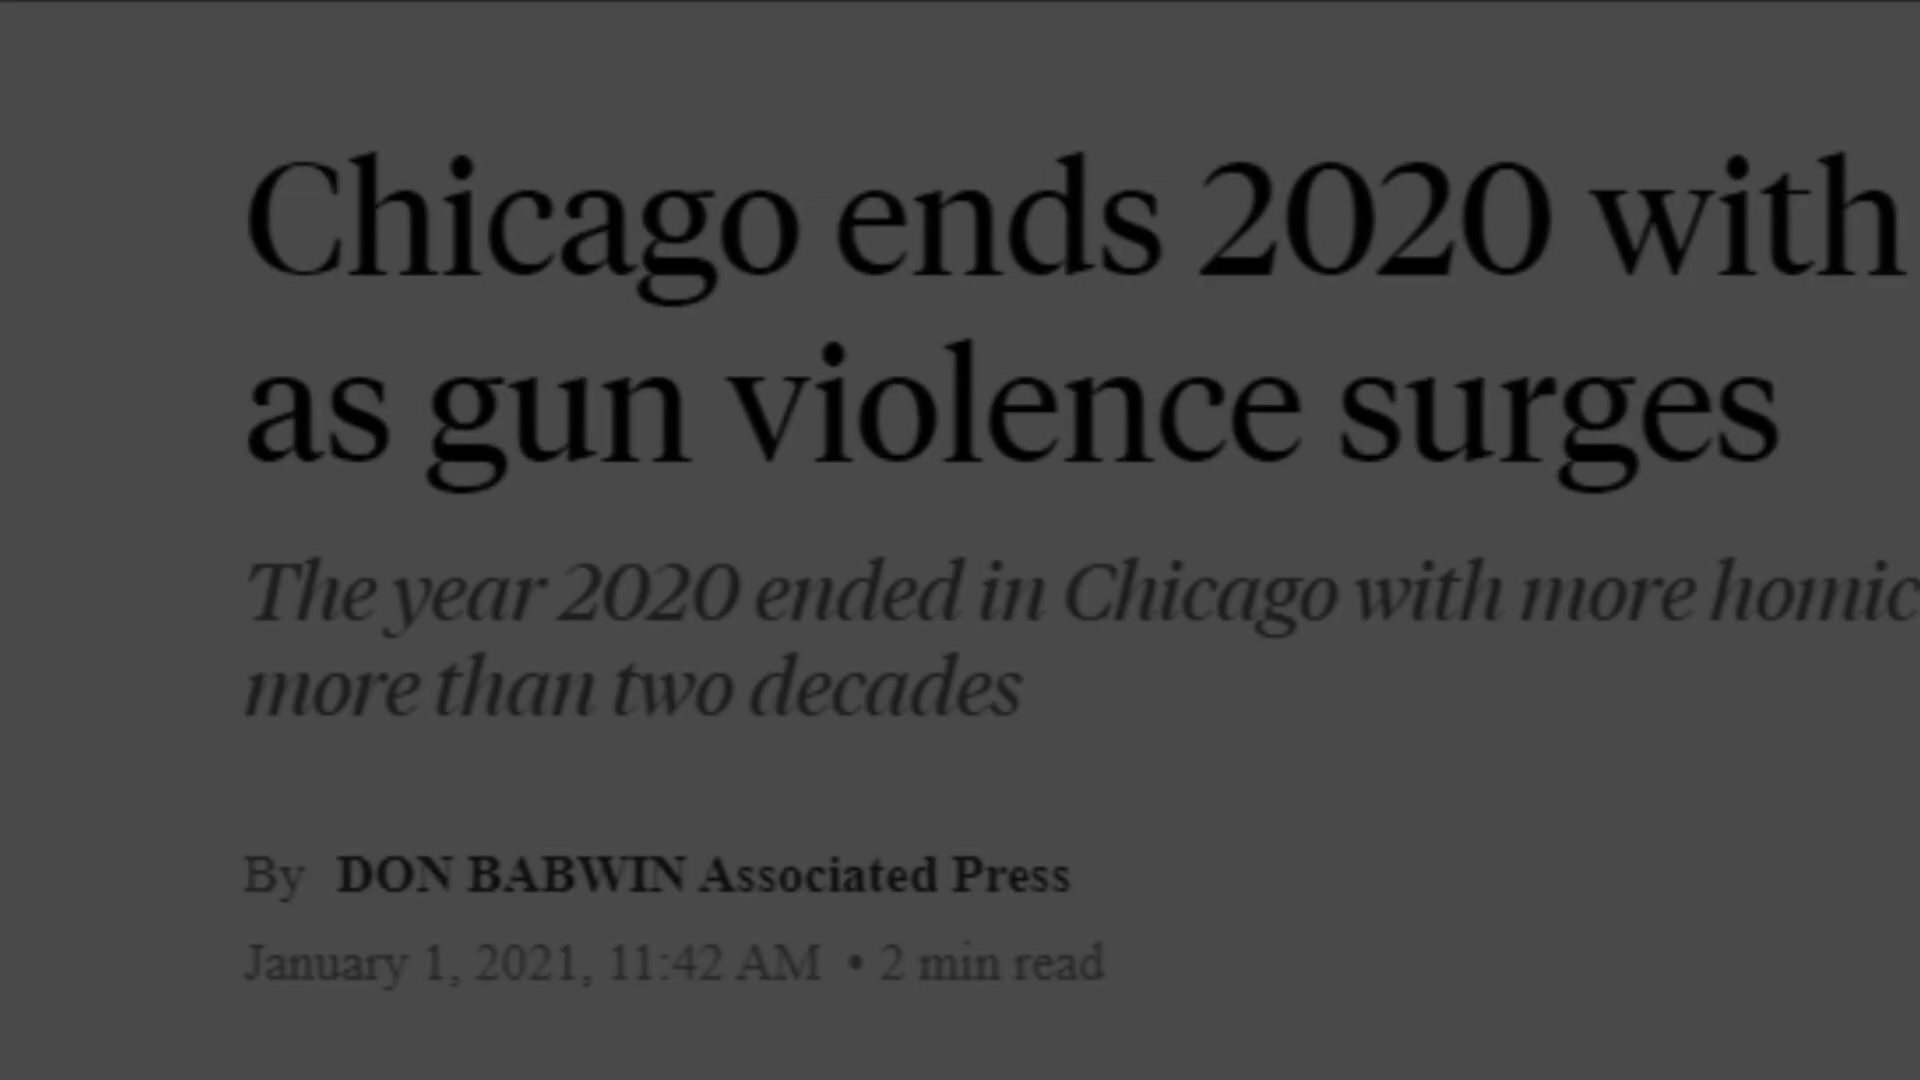 Chicago ends 2020 with
as gun violence surges
The year 2020 ended in Chicago with more homic
more than two decades
By DON BABWIN Associated Press
January 1, 2021, 11:42 AM • 2 min read